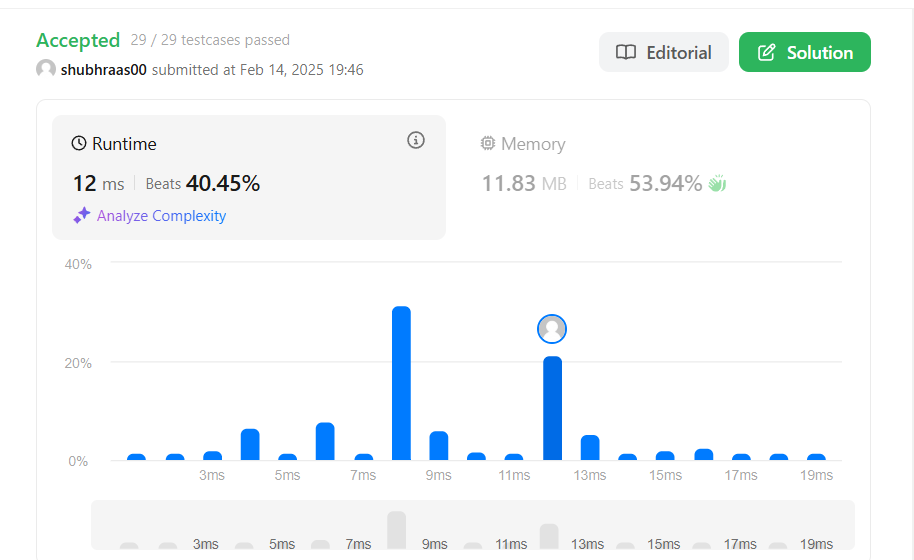 Accepted 29 / 29 testcases passed
shubhraas00 submitted at Feb 14, 2025 19:46
Editorial
Solution
Runtime
12 ms Beats 40.45%
Analyze Complexity
Memory
11.83 MB Beats 53.94%
40%
20%
0%
3ms 5ms 7ms 9ms 11ms 13ms 15ms 17ms 19ms
3ms 5ms 7ms 9ms 11ms 13ms 15ms 17ms 19ms